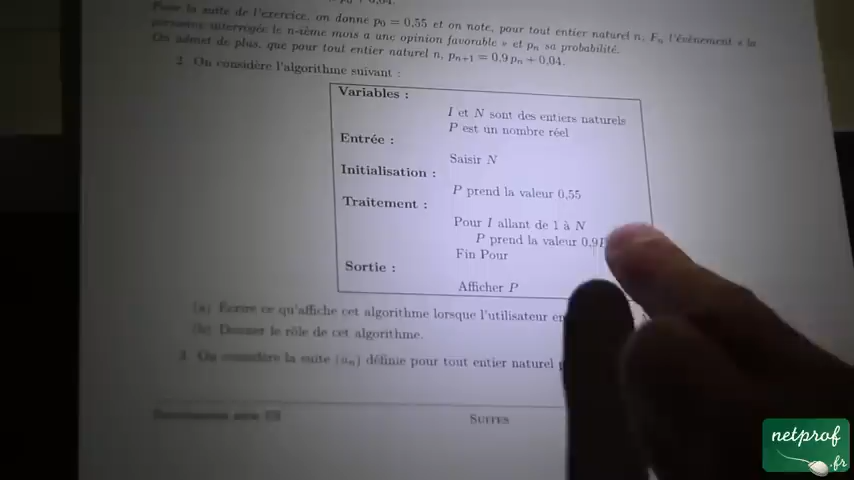 Pour la suite de l'exercice, on donne p0 = 0,55 et on note, pour tout entier naturel n, Fn l'évènement « la
personne interrogée le n-ième mois a une opinion favorable » et pn sa probabilité.
On admet de plus, que pour tout entier naturel n, pn+1 = 0,9pn + 0,04.
2. On considère l'algorithme suivant :
Variables :
I et N sont des entiers naturels
P est un nombre réel
Entrée :
Saisir N
Initialisation :
P prend la valeur 0,55
Traitement :
Pour I allant de 1 à N
P prend la valeur 0,9P
Fin Pour
Sortie :
Afficher P
(a) Écrire ce qu'affiche cet algorithme lorsque l'utilisateur
(b) Donner le rôle de cet algorithme.
3. On considère la suite (un) définie pour tout entier naturel
SUITES
netprof
.fr